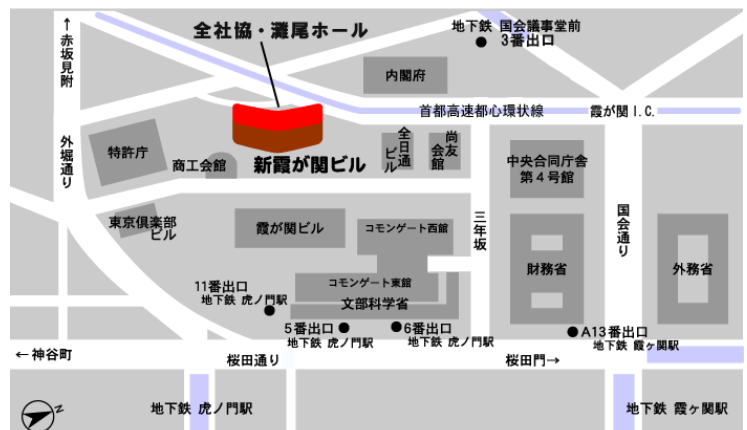 全社協・灘尾ホール
地下鉄 国会議事堂前
3番出口
←赤坂見附
内閣府
首都高速都心環状線
霞が関 I.C.
外堀通り
特許庁
商工会館
新霞が関ビル
全日通
ビル
尚友
会館
中央合同庁舎
第4号館
東京倶楽部
ビル
霞が関ビル
コモンゲート西館
三年坂
国会通り
財務省
外務省
コモンゲート東館
文部科学省
11番出口
地下鉄 虎ノ門駅
5番出口
地下鉄 虎ノ門駅
6番出口
地下鉄 虎ノ門駅
A13番出口
地下鉄 霞ヶ関駅
←神谷町
桜田通り
桜田門→
地下鉄 虎ノ門駅
地下鉄 霞ヶ関駅
N